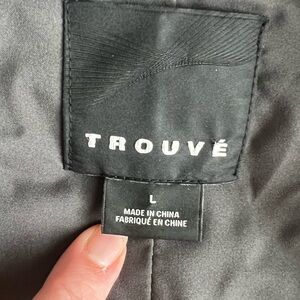 TROUVÉ
L
MADE IN CHINA
FABRIQUÉ EN CHINE